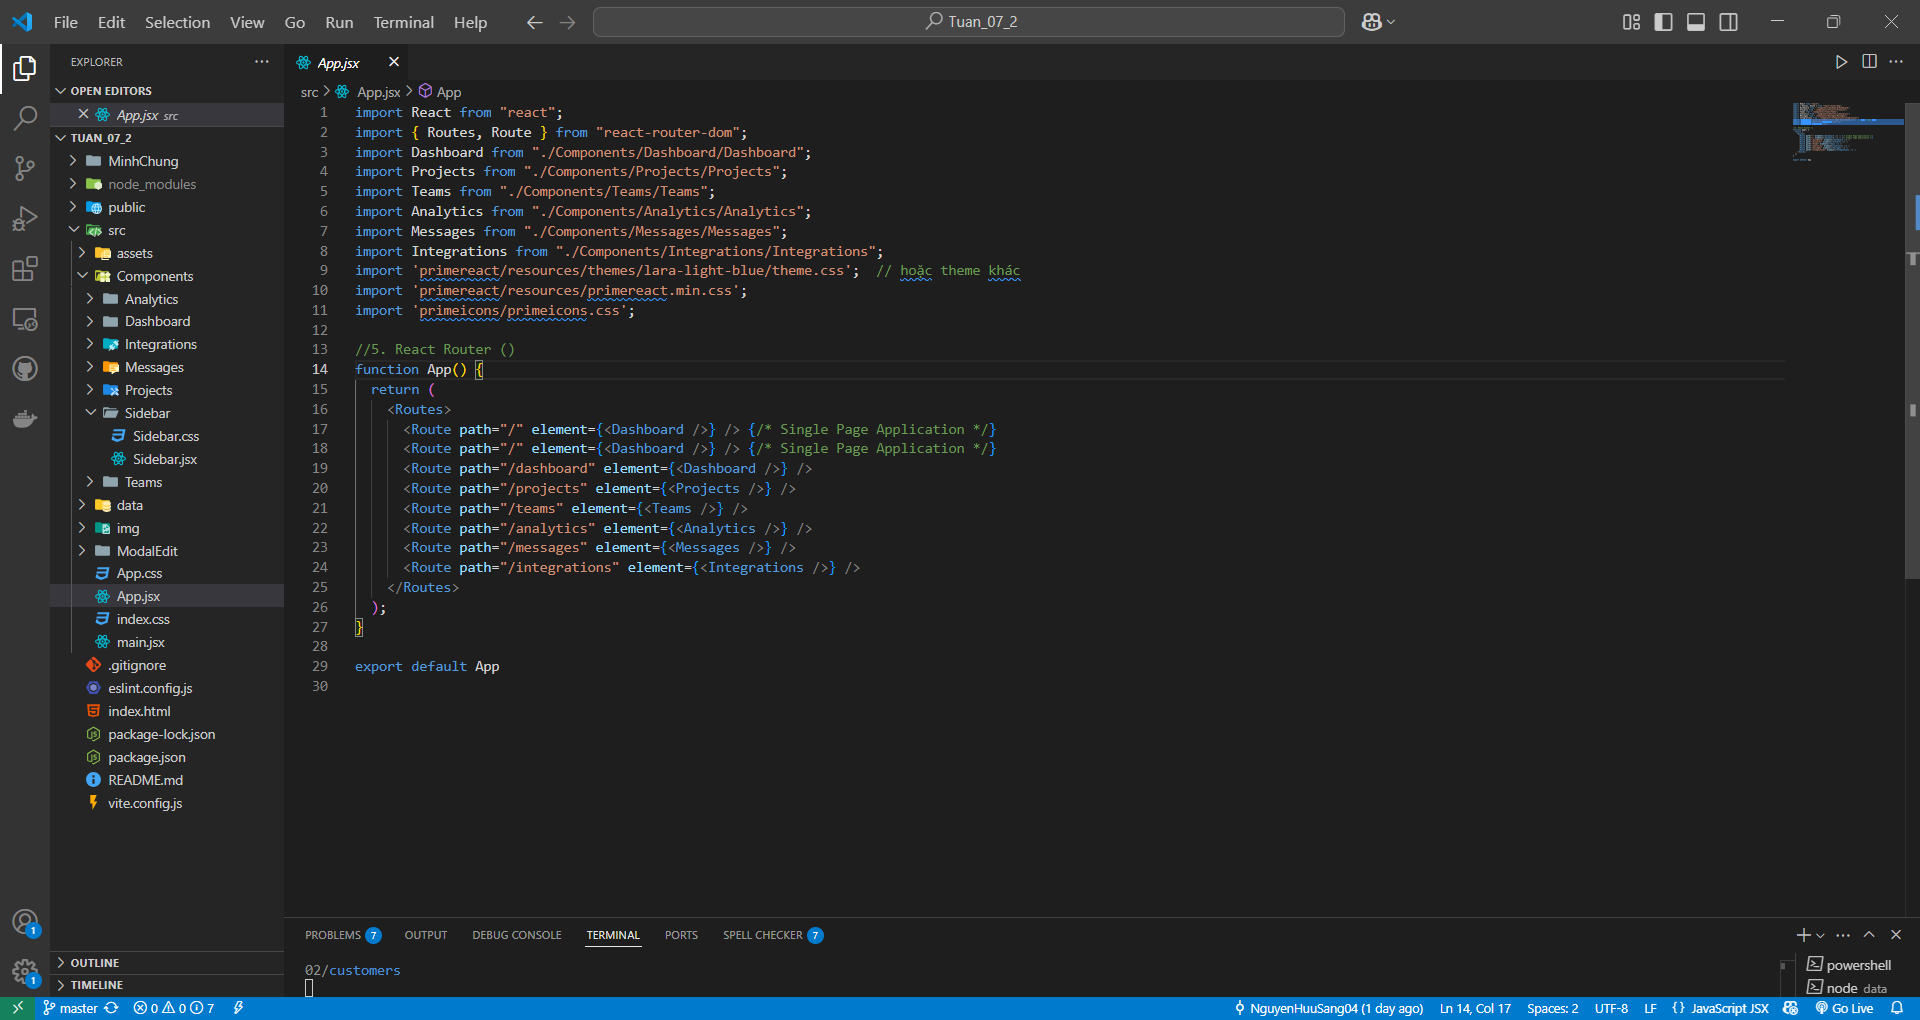 File Edit Selection View Go Run Terminal Help
Tuan_07_2
EXPLORER
OPEN EDITORS
App.jsx src
TUAN_07_2
MinhChung
node_modules
public
src
assets
Components
Analytics
Dashboard
Integrations
Messages
Projects
Sidebar
Sidebar.css
Sidebar.jsx
Teams
data
img
ModalEdit
App.css
App.jsx
index.css
main.jsx
.gitignore
eslint.config.js
index.html
package-lock.json
package.json
README.md
vite.config.js
OUTLINE
TIMELINE
App.jsx
src > App.jsx > App
1 import React from "react";
2 import { Routes, Route } from "react-router-dom";
3 import Dashboard from "./Components/Dashboard/Dashboard";
4 import Projects from "./Components/Projects/Projects";
5 import Teams from "./Components/Teams/Teams";
6 import Analytics from "./Components/Analytics/Analytics";
7 import Messages from "./Components/Messages/Messages";
8 import Integrations from "./Components/Integrations/Integrations";
9 import 'primereact/resources/themes/lara-light-blue/theme.css'; // hoặc theme khác
10 import 'primereact/resources/primereact.min.css';
11 import 'primeicons/primeicons.css';
12
13 //5. React Router ()
14 function App() {
15 return (
16 <Routes>
17 <Route path="/" element={<Dashboard />} /> {/* Single Page Application */}
18 <Route path="/" element={<Dashboard />} /> {/* Single Page Application */}
19 <Route path="/dashboard" element={<Dashboard />} />
20 <Route path="/projects" element={<Projects />} />
21 <Route path="/teams" element={<Teams />} />
22 <Route path="/analytics" element={<Analytics />} />
23 <Route path="/messages" element={<Messages />} />
24 <Route path="/integrations" element={<Integrations />} />
25 </Routes>
26 );
27 }
28
29 export default App
30
PROBLEMS 7 OUTPUT DEBUG CONSOLE TERMINAL PORTS SPELL CHECKER 7
02/customers
powershell
node data
1
1
master 0 0 7
NguyenHuuSang04 (1 day ago) Ln 14, Col 17 Spaces: 2 UTF-8 LF {} JavaScript JSX Go Live